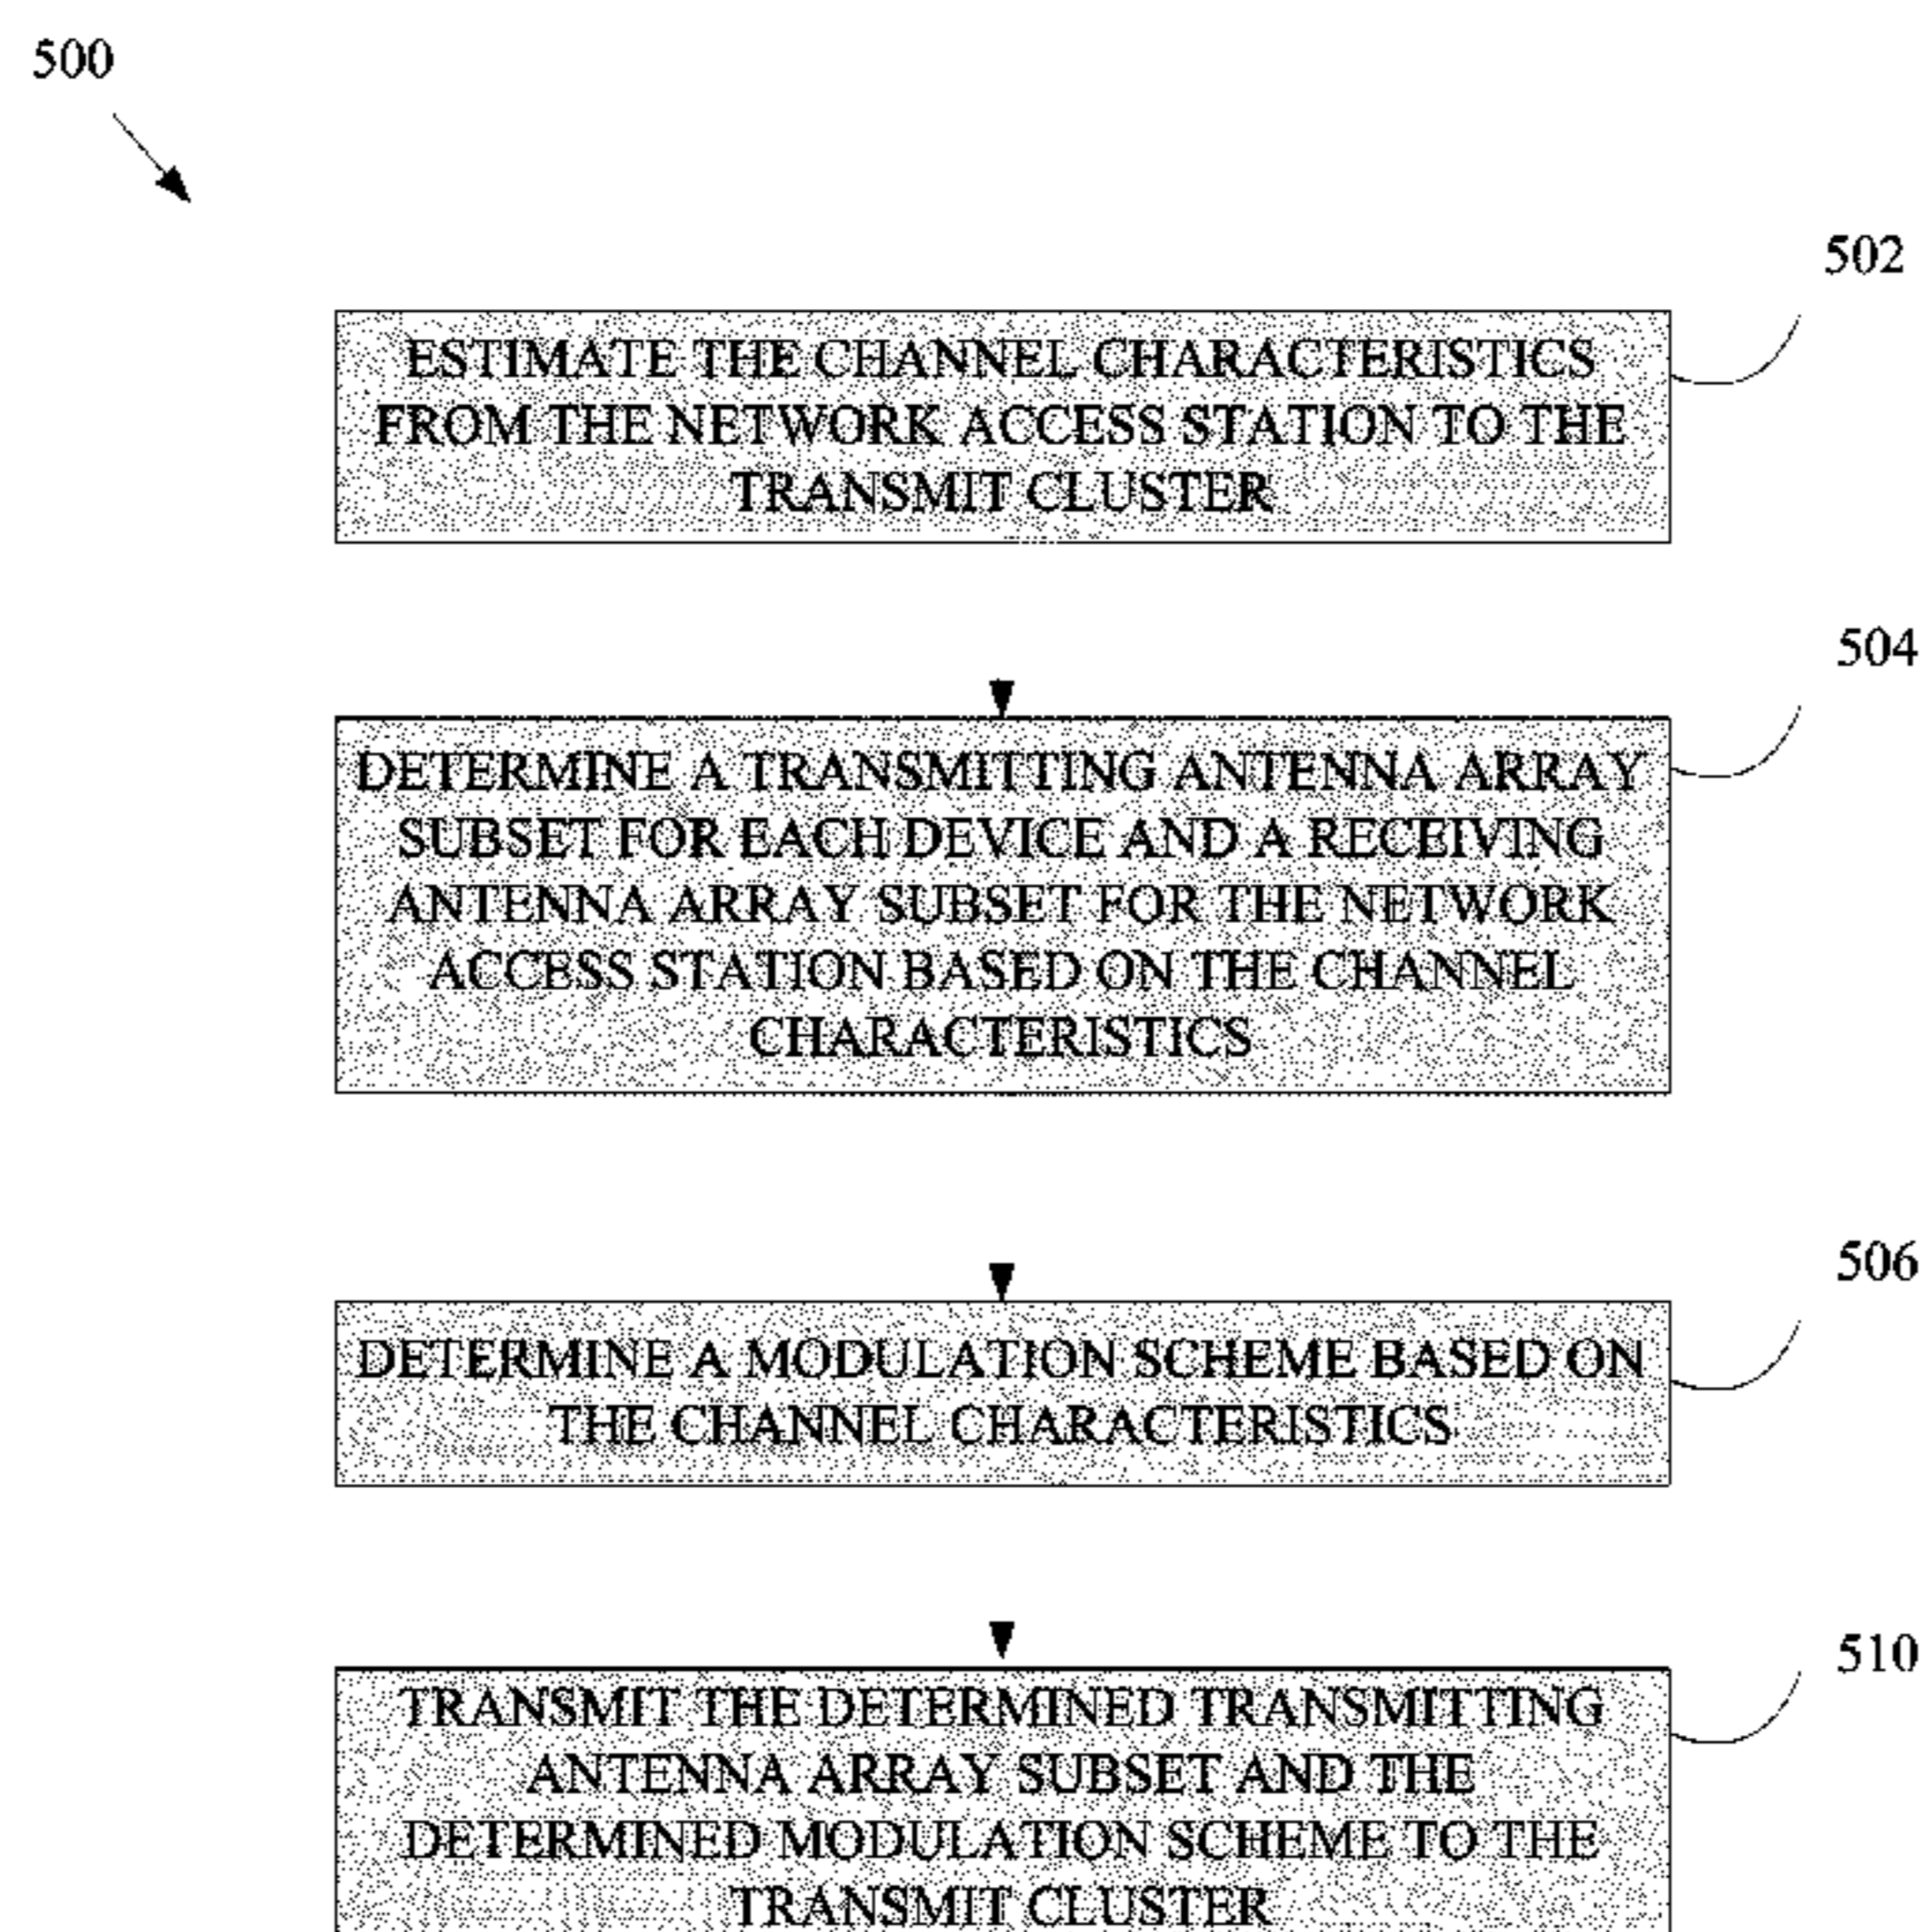 500
502
ESTIMATE THE CHANNEL CHARACTERISTICS
FROM THE NETWORK ACCESS STATION TO THE
TRANSMIT CLUSTER
504
DETERMINE A TRANSMITTING ANTENNA ARRAY
SUBSET FOR EACH DEVICE AND A RECEIVING
ANTENNA ARRAY SUBSET FOR THE NETWORK
ACCESS STATION BASED ON THE CHANNEL
CHARACTERISTICS
506
DETERMINE A MODULATION SCHEME BASED ON
THE CHANNEL CHARACTERISTICS
510
TRANSMIT THE DETERMINED TRANSMITTING
ANTENNA ARRAY SUBSET AND THE
DETERMINED MODULATION SCHEME TO THE
TRANSMIT CLUSTER